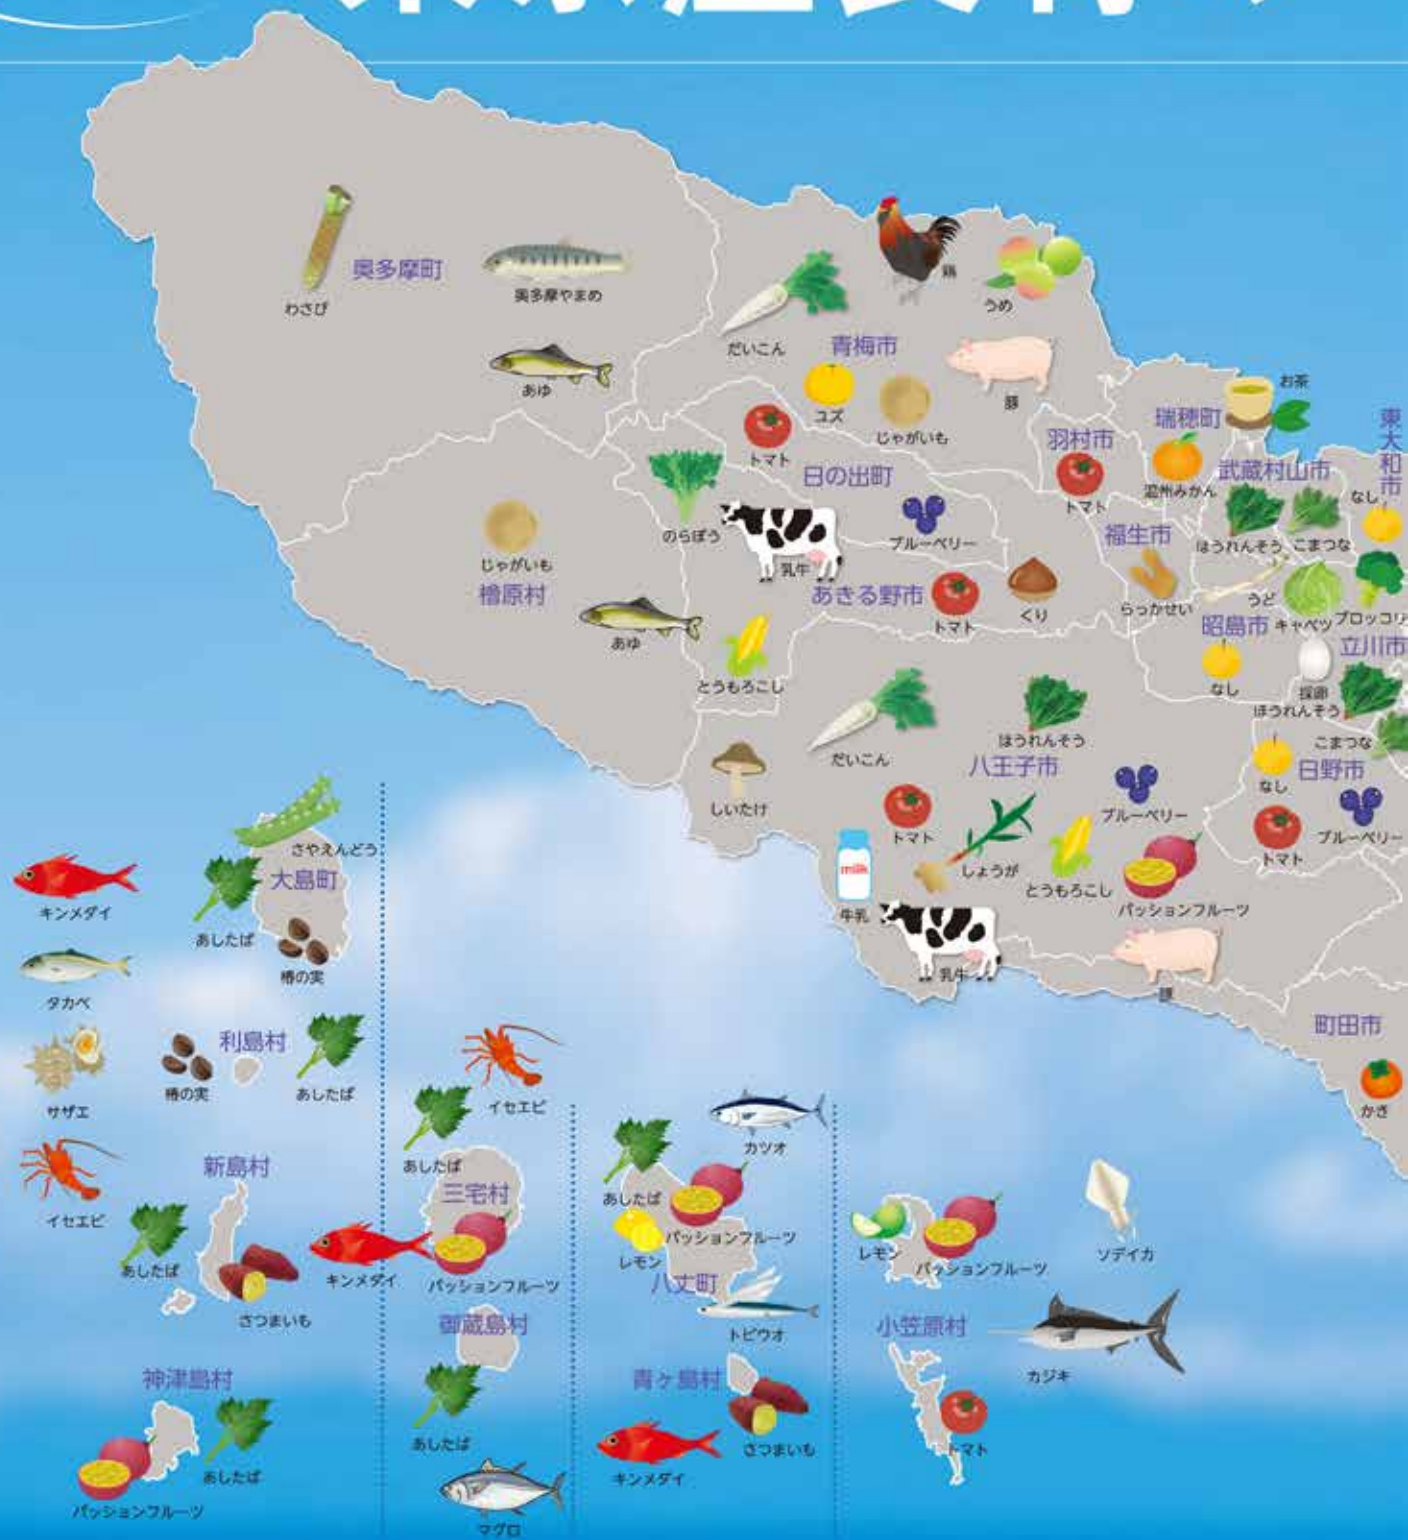 東京産食材
奥多摩町
わさび
奥多摩やまめ
あゆ
だいこん
鶏
うめ
青梅市
ユズ
じゃがいも
豚
トマト
日の出町
のらぼう
乳牛
ブルーベリー
羽村市
トマト
瑞穂町
お茶
温州みかん
武蔵村山市
ほうれんそう
こまつな
東大和市
なし
福生市
らっかせい
うど
キャベツ
ブロッコリ
昭島市
なし
立川市
採卵
ほうれんそう
こまつな
檜原村
じゃがいも
あゆ
あきる野市
トマト
くり
とうもろこし
しいたけ
だいこん
ほうれんそう
八王子市
トマト
しょうが
とうもろこし
ブルーベリー
パッションフルーツ
牛乳
milk
乳牛
豚
なし
日野市
トマト
ブルーベリー
町田市
かき
さやえんどう
大島町
キンメダイ
あしたば
椿の実
タカベ
利島村
椿の実
あしたば
サザエ
イセエビ
新島村
あしたば
さつまいも
キンメダイ
神津島村
パッションフルーツ
あしたば
イセエビ
あしたば
三宅村
パッションフルーツ
御蔵島村
あしたば
マグロ
カツオ
あしたば
レモン
パッションフルーツ
八丈町
トビウオ
青ヶ島村
キンメダイ
さつまいも
レモン
パッションフルーツ
ソデイカ
小笠原村
カジキ
トマト